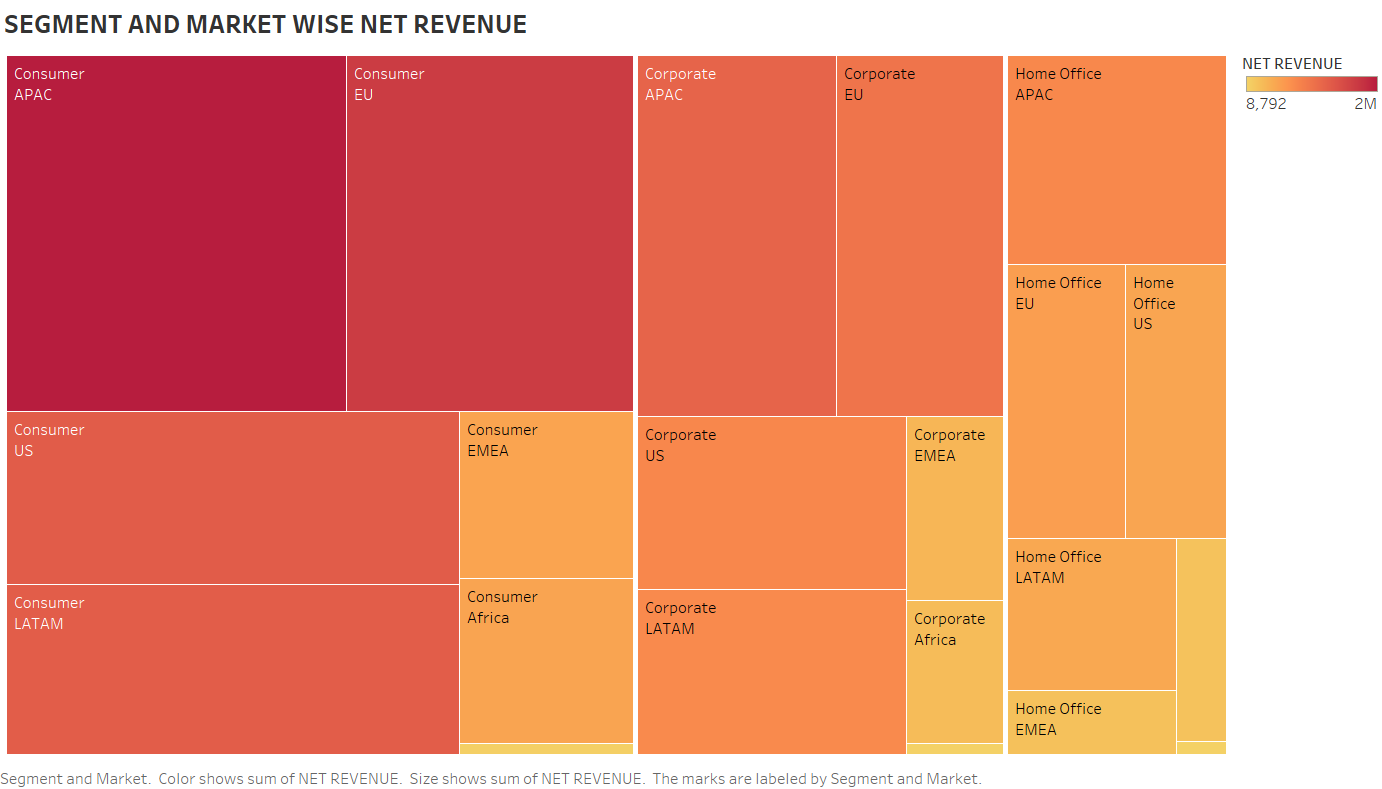 SEGMENT AND MARKET WISE NET REVENUE
Consumer
APAC
Consumer
EU
Corporate
APAC
Corporate
EU
Home Office
APAC
NET REVENUE
8,792 2M
Home Office
EU
Home
Office
US
Consumer
US
Consumer
EMEA
Corporate
US
Corporate
EMEA
Home Office
LATAM
Consumer
LATAM
Consumer
Africa
Corporate
LATAM
Corporate
Africa
Home Office
EMEA
Segment and Market. Color shows sum of NET REVENUE. Size shows sum of NET REVENUE. The marks are labeled by Segment and Market.